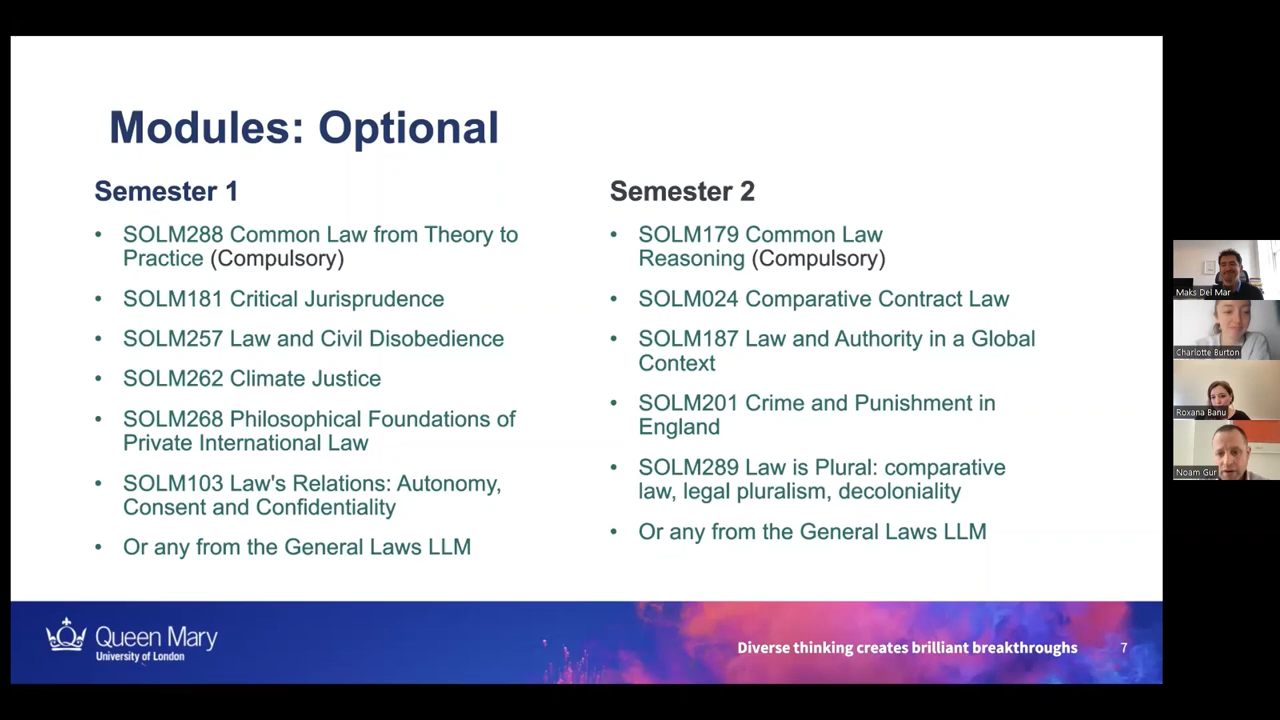 Modules: Optional
Semester 1
• SOLM288 Common Law from Theory to
Practice (Compulsory)
• SOLM181 Critical Jurisprudence
• SOLM257 Law and Civil Disobedience
• SOLM262 Climate Justice
• SOLM268 Philosophical Foundations of
Private International Law
• SOLM103 Law's Relations: Autonomy,
Consent and Confidentiality
• Or any from the General Laws LLM
Semester 2
• SOLM179 Common Law
Reasoning (Compulsory)
• SOLM024 Comparative Contract Law
• SOLM187 Law and Authority in a Global
Context
• SOLM201 Crime and Punishment in
England
• SOLM289 Law is Plural: comparative
law, legal pluralism, decoloniality
• Or any from the General Laws LLM
Queen Mary
University of London
Diverse thinking creates brilliant breakthroughs
7
Maks Del Mar
Charlotte Burton
Roxana Banu
Noam Gur